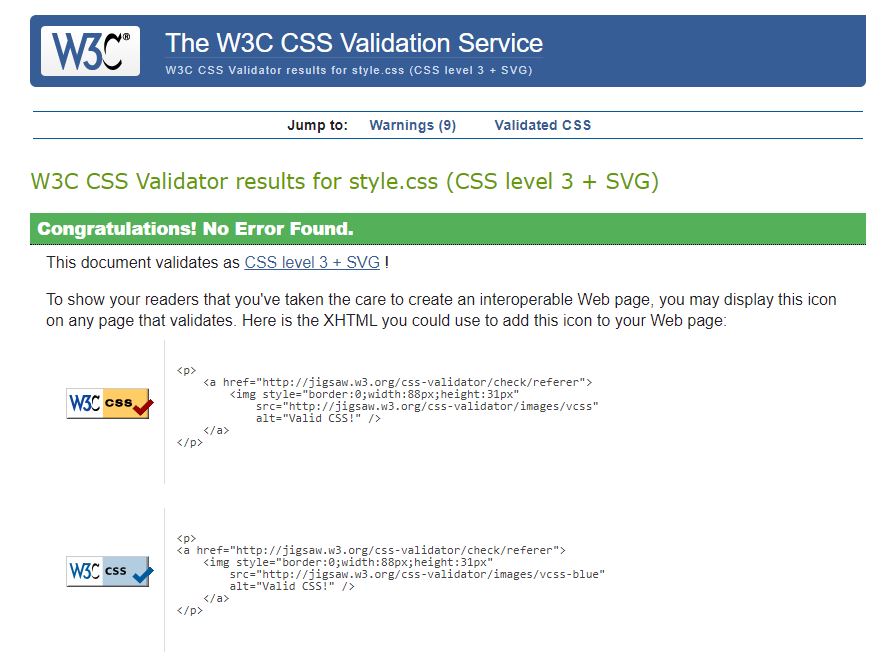 W3C®
The W3C CSS Validation Service
W3C CSS Validator results for style.css (CSS level 3 + SVG)
Jump to: Warnings (9) Validated CSS
W3C CSS Validator results for style.css (CSS level 3 + SVG)
Congratulations! No Error Found.
This document validates as CSS level 3 + SVG !
To show your readers that you've taken the care to create an interoperable Web page, you may display this icon
on any page that validates. Here is the XHTML you could use to add this icon to your Web page:
W3C css
<p>
<a href="http://jigsaw.w3.org/css-validator/check/referer">
<img style="border:0;width:88px;height:31px"
src="http://jigsaw.w3.org/css-validator/images/vcss"
alt="Valid CSS!" />
</a>
</p>
W3C css
<p>
<a href="http://jigsaw.w3.org/css-validator/check/referer">
<img style="border:0;width:88px;height:31px"
src="http://jigsaw.w3.org/css-validator/images/vcss-blue"
alt="Valid CSS!" />
</a>
</p>